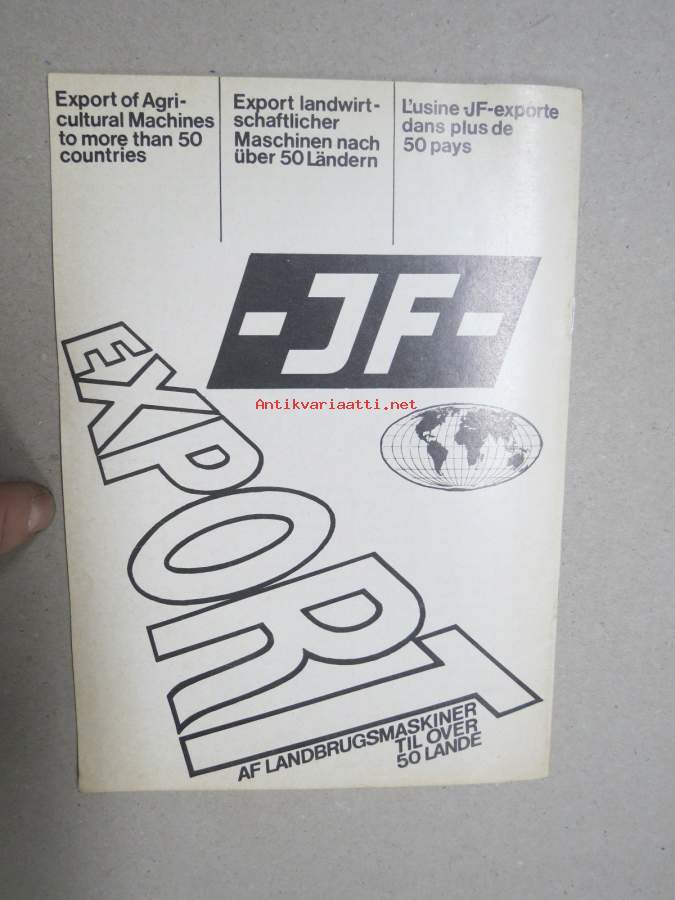 Export of Agri-
cultural Machines
to more than 50
countries
Export landwirt-
schaftlicher
Maschinen nach
über 50 Ländern
L'usine JF-exporte
dans plus de
50 pays
-JF-
Antikvariaatti.net
EXPORT
AF LANDBRUGSMASKINER
TIL OVER
50 LANDE